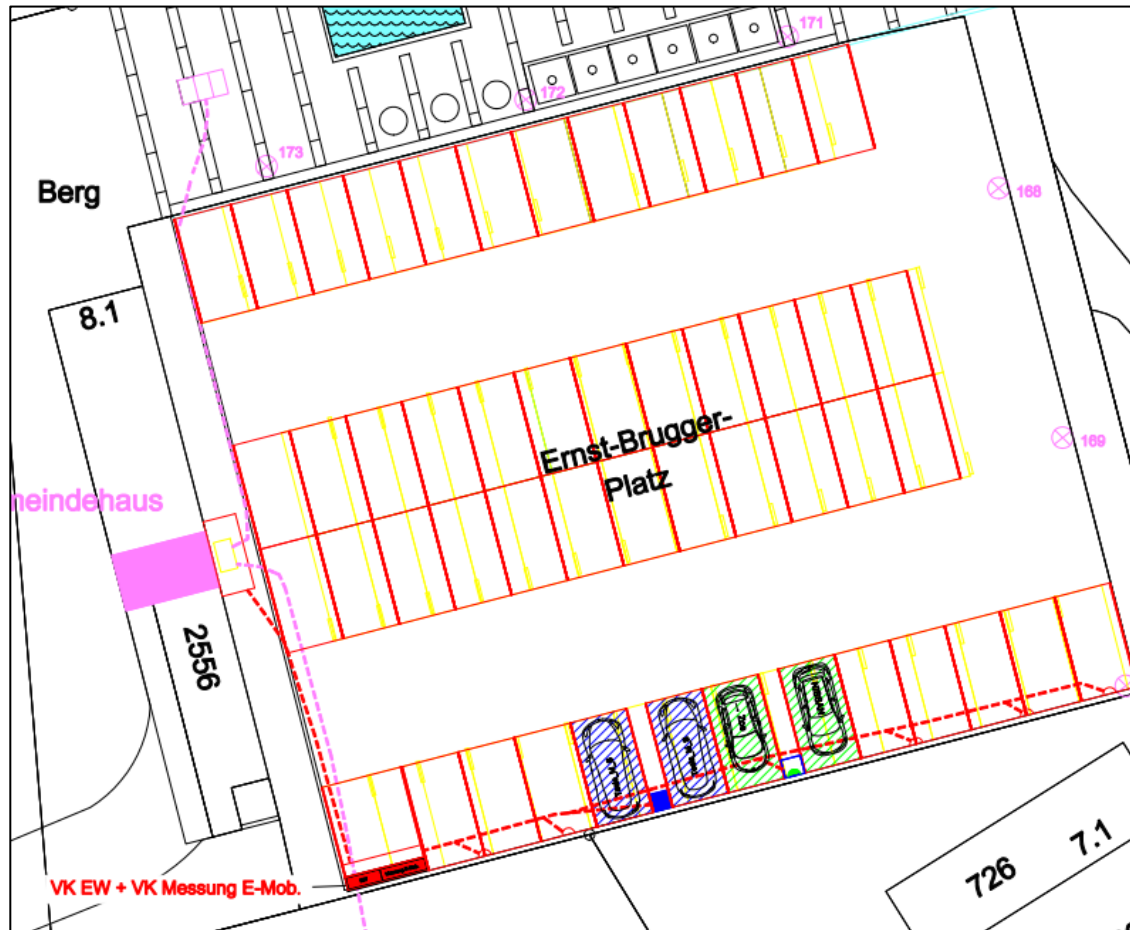 171
172
173
Berg
168
8.1
Ernst-Brugger-
Platz
169
neindehaus
2556
VK EW + VK Messung E-Mob.
726
7.1